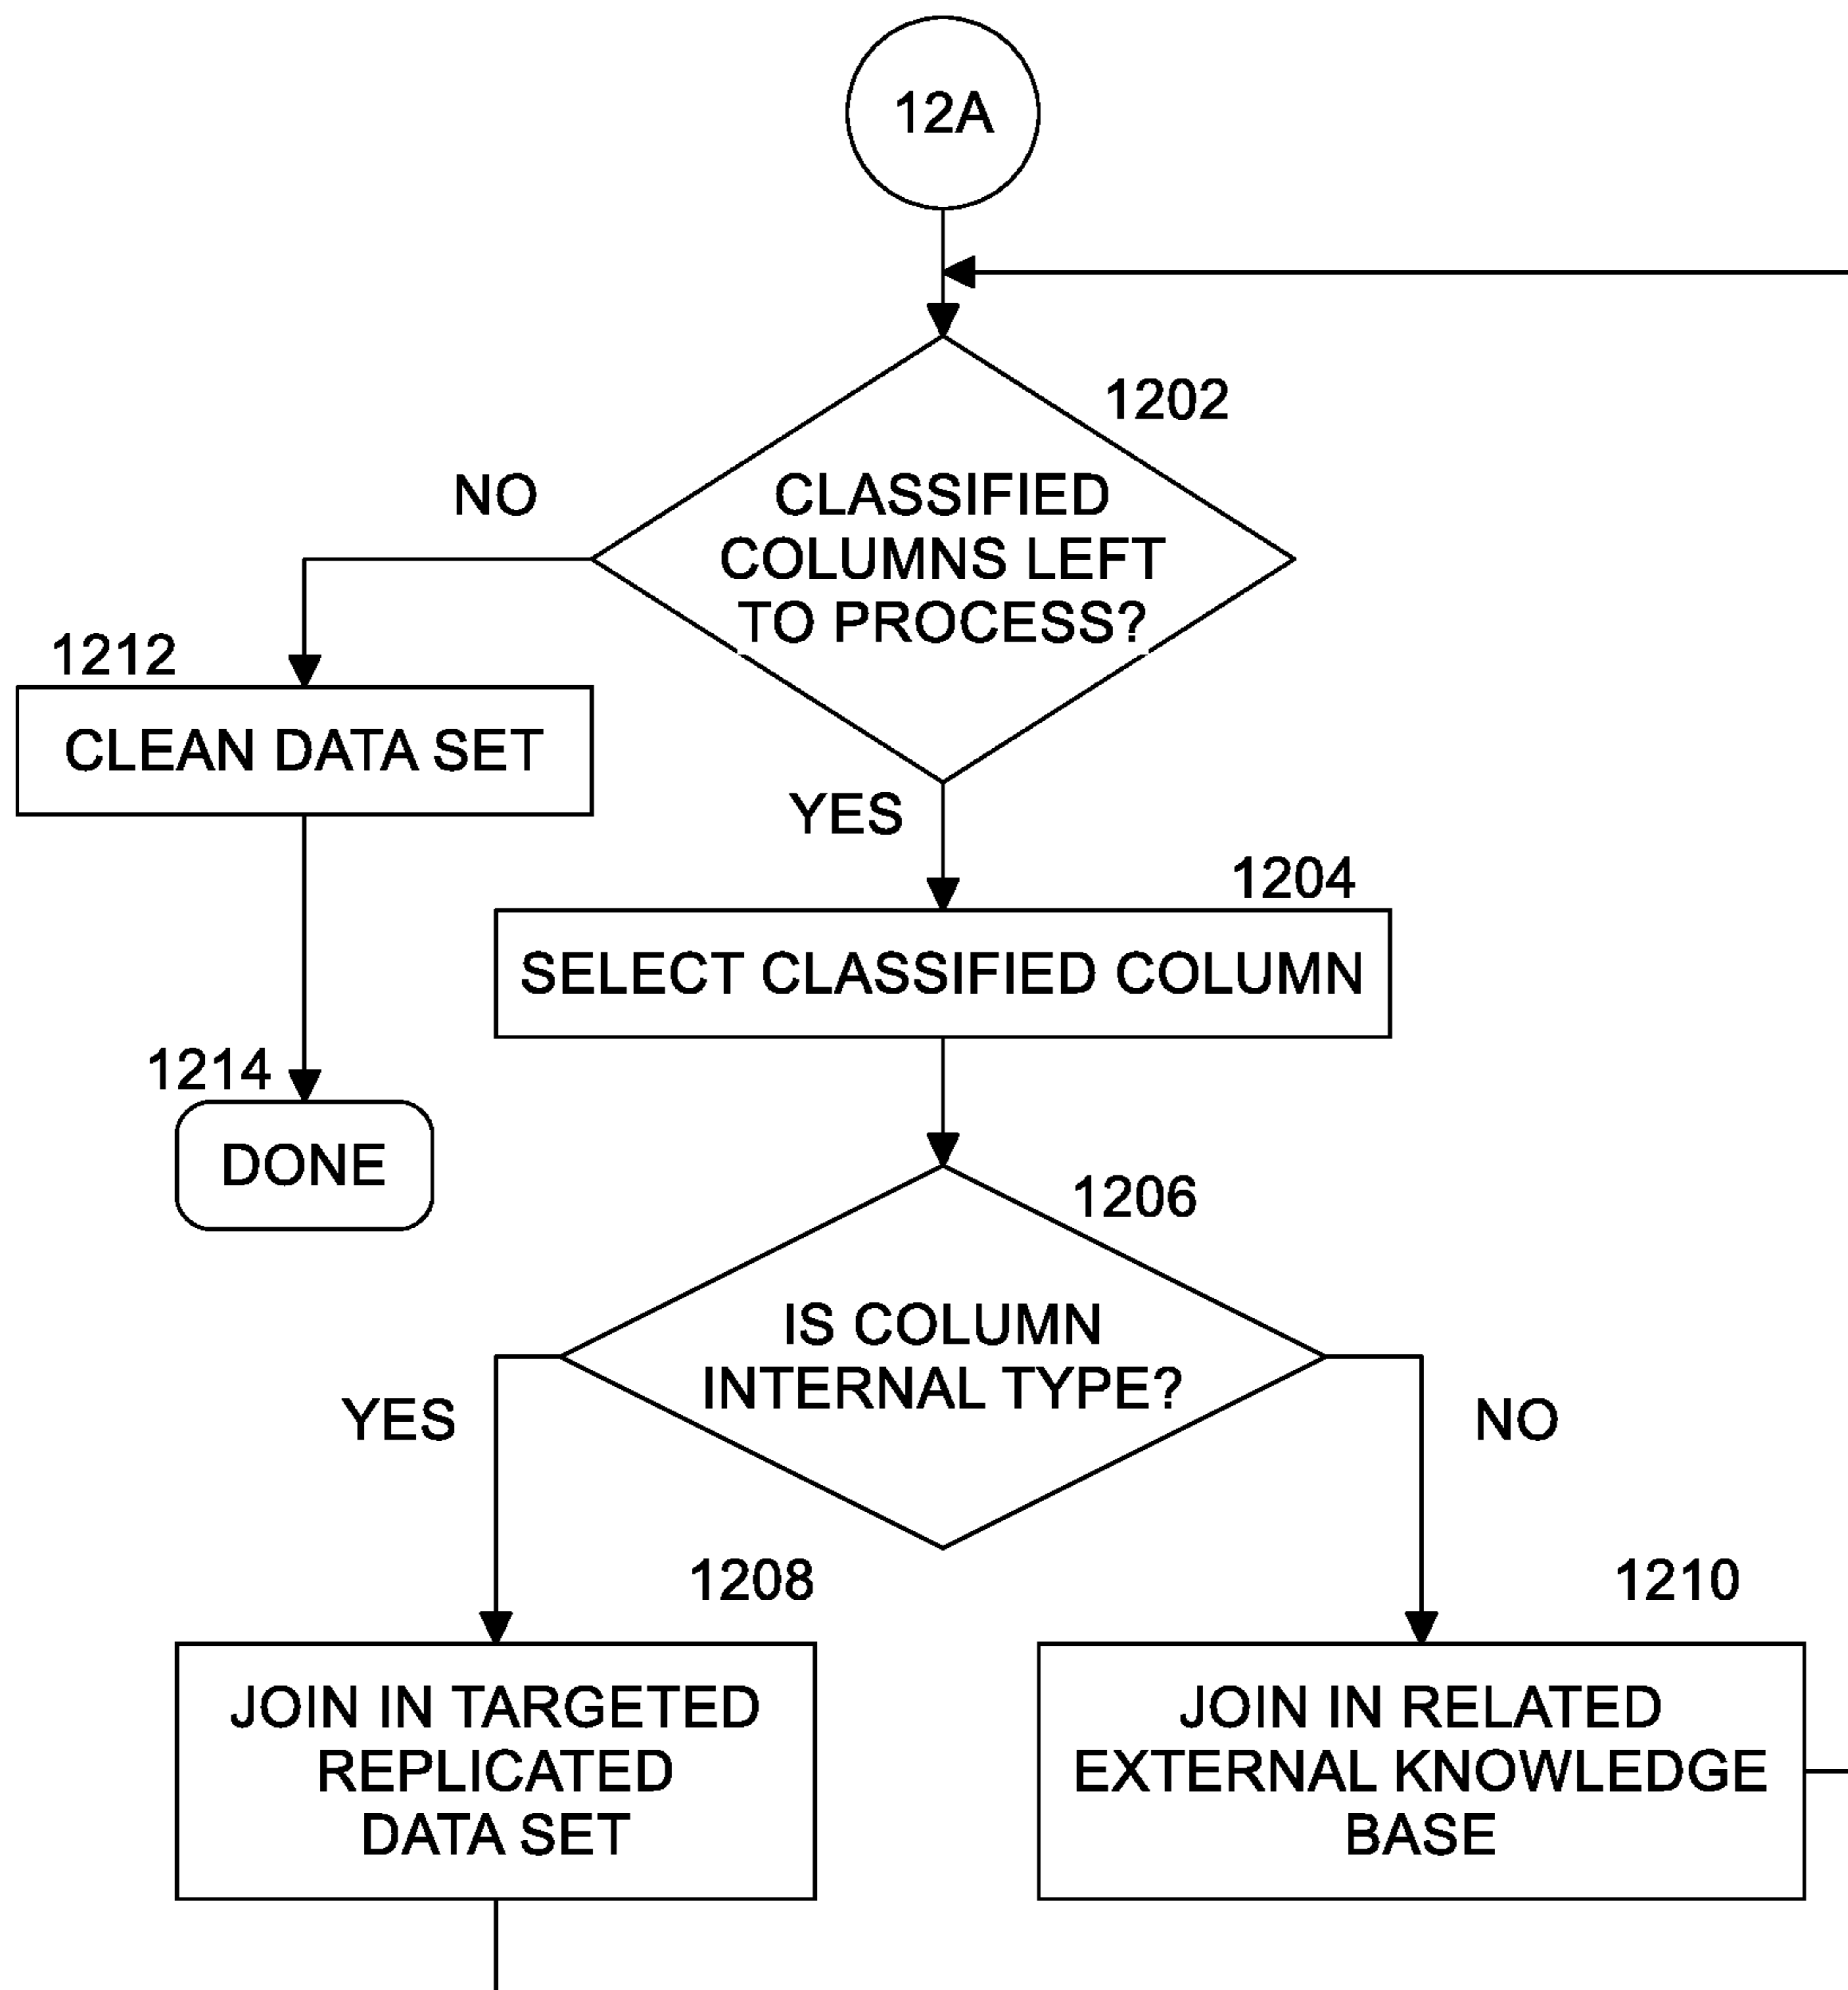 12A
1202
NO
CLASSIFIED
COLUMNS LEFT
TO PROCESS?
1212
CLEAN DATA SET
YES
1204
SELECT CLASSIFIED COLUMN
1214
DONE
1206
IS COLUMN
INTERNAL TYPE?
YES
NO
1208
1210
JOIN IN TARGETED
REPLICATED
DATA SET
JOIN IN RELATED
EXTERNAL KNOWLEDGE
BASE